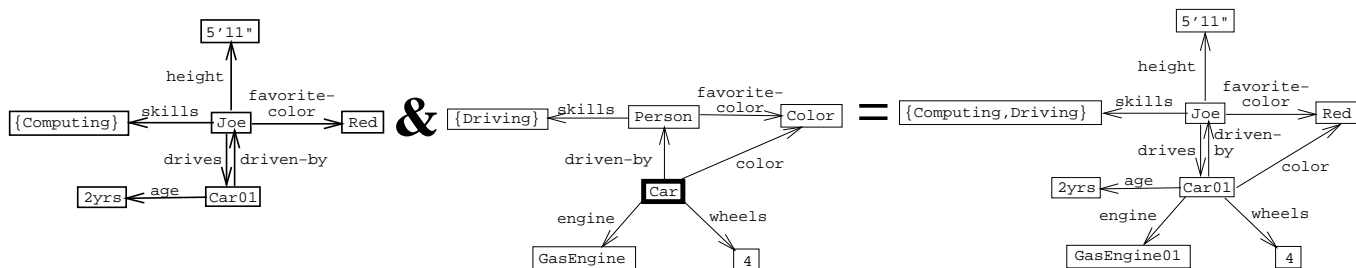 5'11"
height
skills
favorite-
color
{Computing}
Joe
Red
drives
driven-by
age
2yrs
Car01
&
{Driving}
skills
Person
favorite-
color
Color
driven-by
color
Car
engine
wheels
GasEngine
4
=
5'11"
height
skills
favorite-
color
{Computing,Driving}
Joe
Red
drives
driven-
by
color
age
2yrs
Car01
engine
wheels
GasEngine01
4